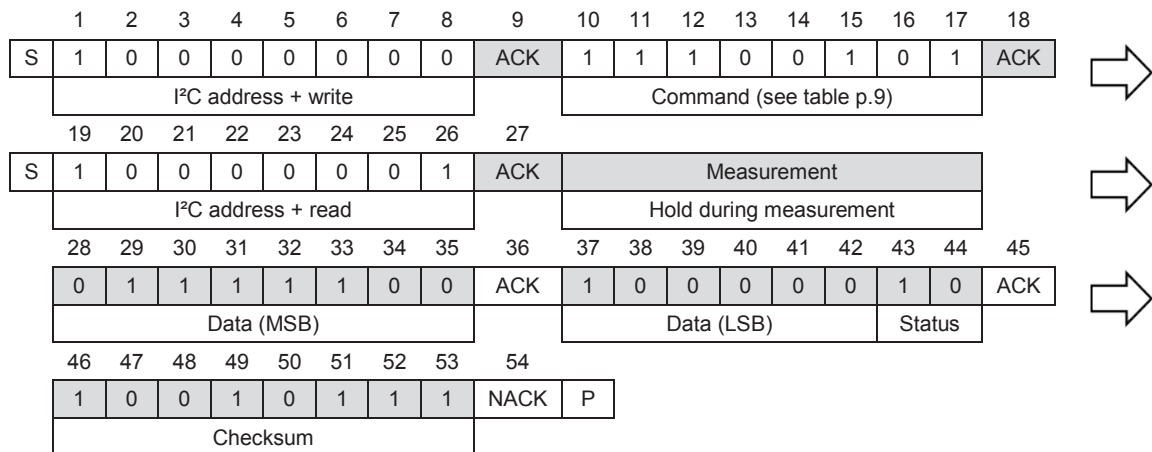 1 2 3 4 5 6 7 8 9 10 11 12 13 14 15 16 17 18
S 1 0 0 0 0 0 0 0 ACK 1 1 1 0 0 1 0 1 ACK
I²C address + write Command (see table p.9)
19 20 21 22 23 24 25 26 27
S 1 0 0 0 0 0 0 1 ACK Measurement
I²C address + read Hold during measurement
28 29 30 31 32 33 34 35 36 37 38 39 40 41 42 43 44 45
0 1 1 1 1 1 0 0 ACK 1 0 0 0 0 0 1 0 ACK
Data (MSB) Data (LSB) Status
46 47 48 49 50 51 52 53 54
1 0 0 1 0 1 1 1 NACK P
Checksum